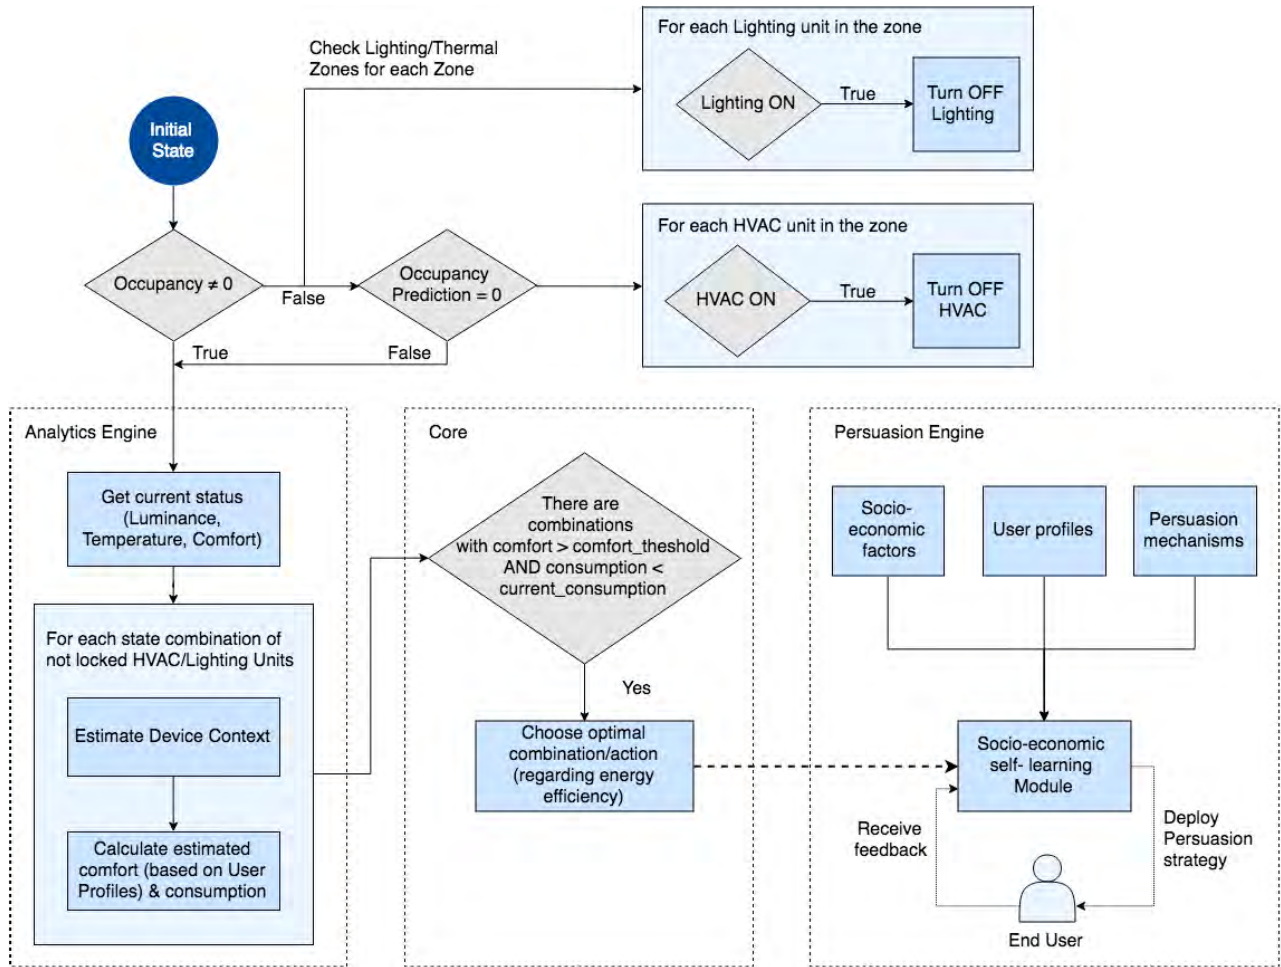 For each Lighting unit in the zone
Check Lighting/Thermal
Zones for each Zone
Lighting ON
True
Turn OFF
Lighting
Initial
State
For each HVAC unit in the zone
Occupancy ≠ 0
False
Occupancy
Prediction = 0
HVAC ON
True
Turn OFF
HVAC
True
False
Analytics Engine
Get current status
(Luminance,
Temperature, Comfort)
For each state combination of
not locked HVAC/Lighting Units
Estimate Device Context
Calculate estimated
comfort (based on User
Profiles) & consumption
Core
There are
combinations
with comfort > comfort_theshold
AND consumption <
current_consumption
Yes
Choose optimal
combination/action
(regarding energy
efficiency)
Persuasion Engine
Socio-
economic
factors
User profiles
Persuasion
mechanisms
Socio-economic
self- learning
Module
Receive
feedback
Deploy
Persuasion
strategy
End User